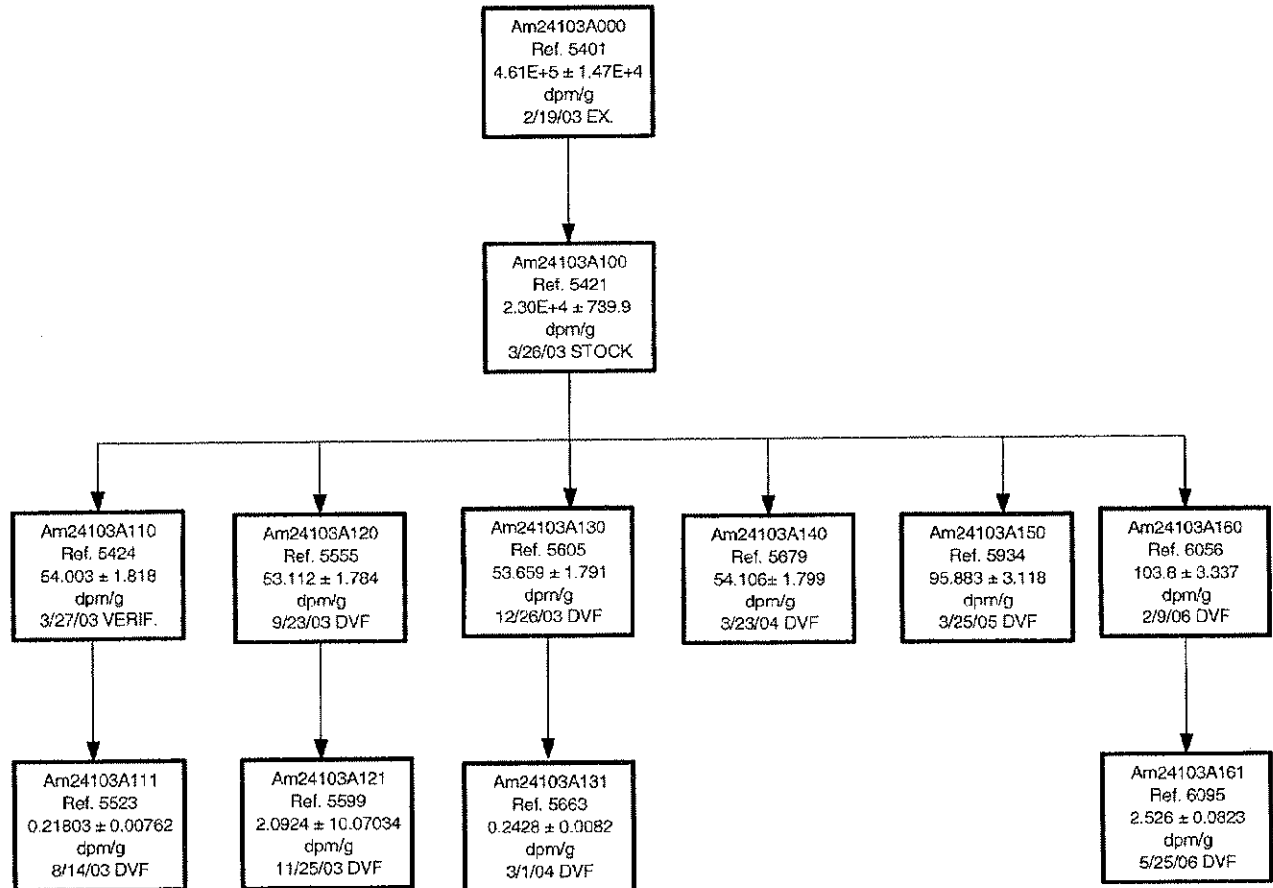 Am24103A000
Ref. 5401
4.61E+5 ± 1.47E+4
dpm/g
2/19/03 EX.
Am24103A100
Ref. 5421
2.30E+4 ± 739.9
dpm/g
3/26/03 STOCK
Am24103A110
Ref. 5424
54.003 ± 1.818
dpm/g
3/27/03 VERIF.
Am24103A120
Ref. 5555
53.112 ± 1.784
dpm/g
9/23/03 DVF
Am24103A130
Ref. 5605
53.659 ± 1.791
dpm/g
12/26/03 DVF
Am24103A140
Ref. 5679
54.106± 1.799
dpm/g
3/23/04 DVF
Am24103A150
Ref. 5934
95.883 ± 3.118
dpm/g
3/25/05 DVF
Am24103A160
Ref. 6056
103.8 ± 3.337
dpm/g
2/9/06 DVF
Am24103A111
Ref. 5523
0.21803 ± 0.00762
dpm/g
8/14/03 DVF
Am24103A121
Ref. 5599
2.0924 ± 10.07034
dpm/g
11/25/03 DVF
Am24103A131
Ref. 5663
0.2428 ± 0.0082
dpm/g
3/1/04 DVF
Am24103A161
Ref. 6095
2.526 ± 0.0823
dpm/g
5/25/06 DVF